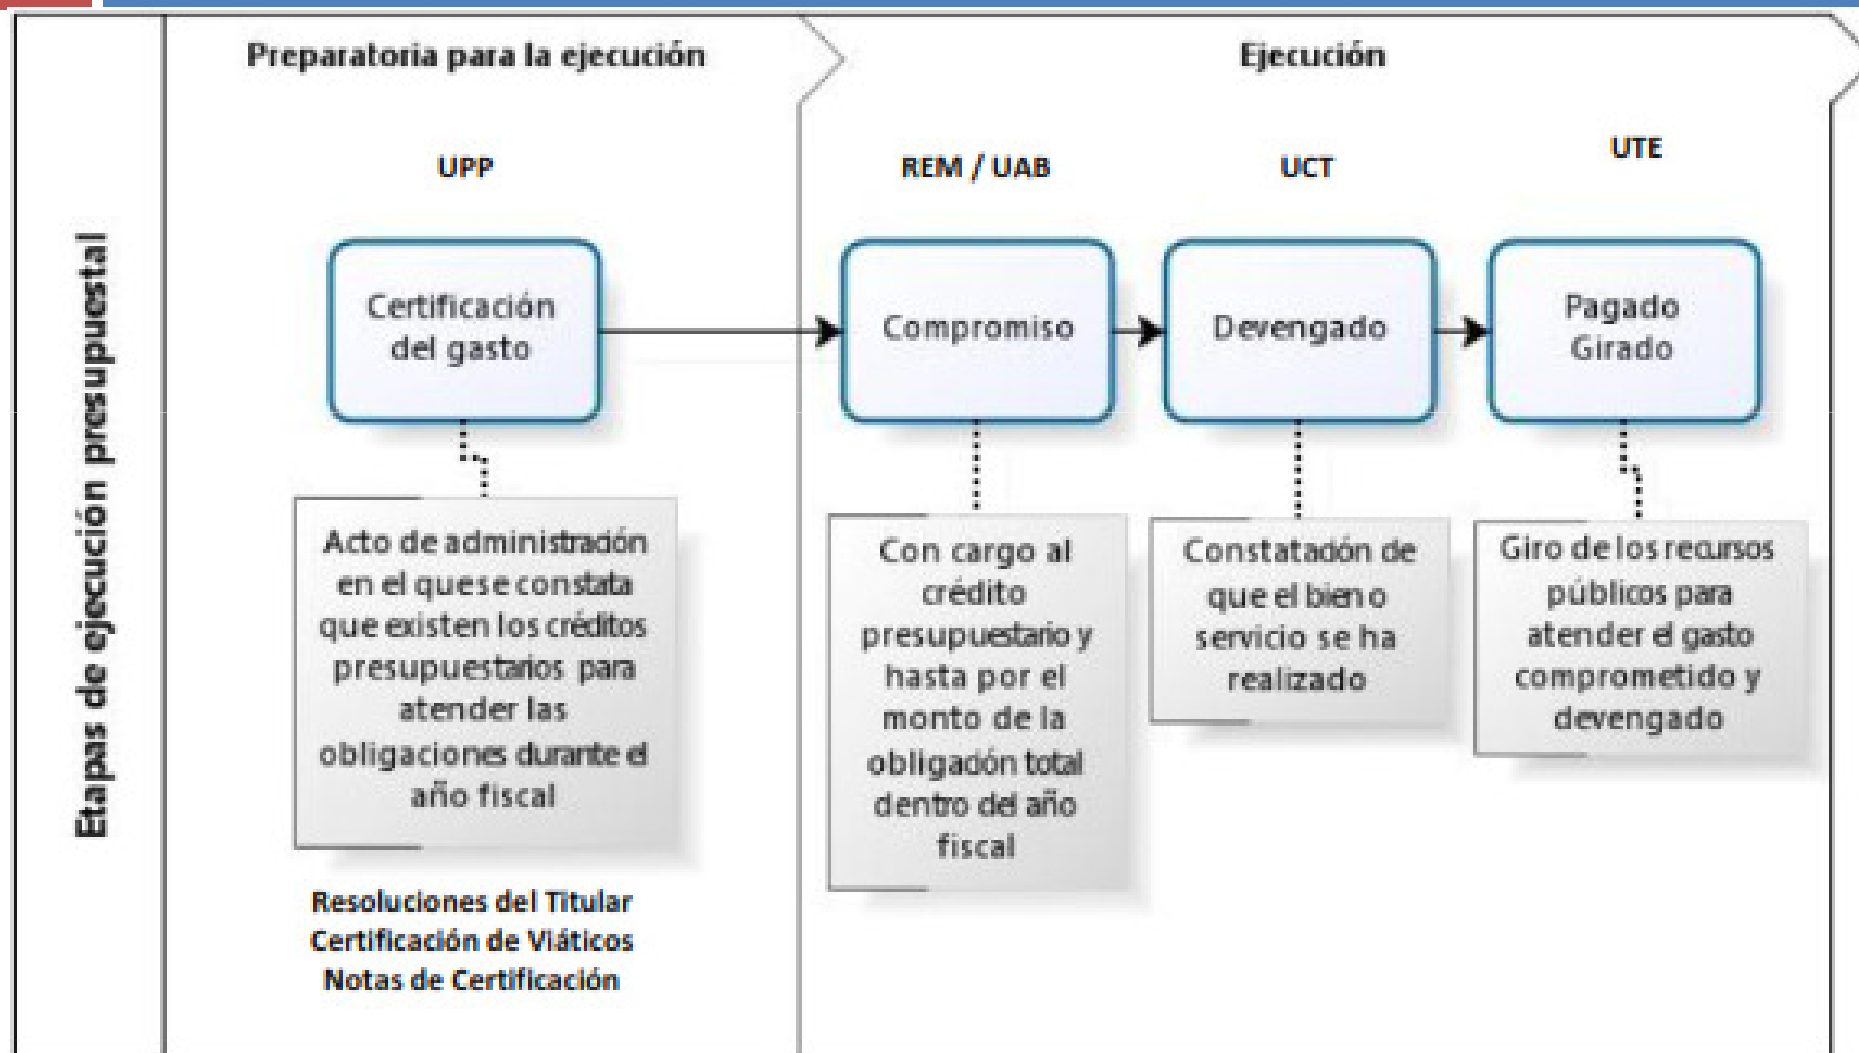 Etapas de ejecución presupuestal
Preparatoria para la ejecución
Ejecución
UPP
REM / UAB
UCT
UTE
Certificación
del gasto
Compromiso
Devengado
Pagado
Girado
Acto de administración
en el que se constata
que existen los créditos
presupuestarios para
atender las
obligaciones durante el
año fiscal
Con cargo al
crédito
presupuestario y
hasta por el
monto de la
obligación total
dentro del año
fiscal
Constatación de
que el bien o
servicio se ha
realizado
Giro de los recursos
públicos para
atender el gasto
comprometido y
devengado
Resoluciones del Titular
Certificación de Viáticos
Notas de Certificación